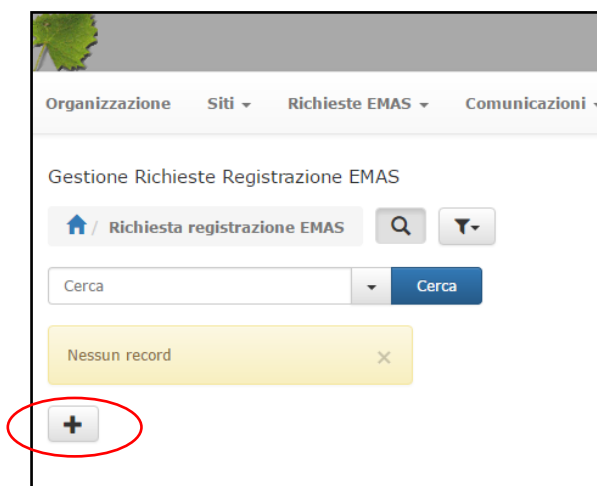 Organizzazione Siti Richieste EMAS Comunicazioni
Gestione Richieste Registrazione EMAS
/ Richiesta registrazione EMAS
Cerca Cerca
Nessun record ×
+